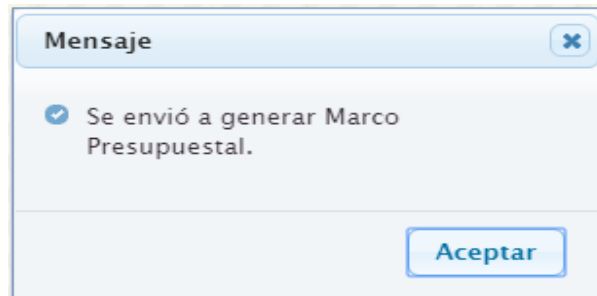 Mensaje
Se envió a generar Marco
Presupuestal.
Aceptar